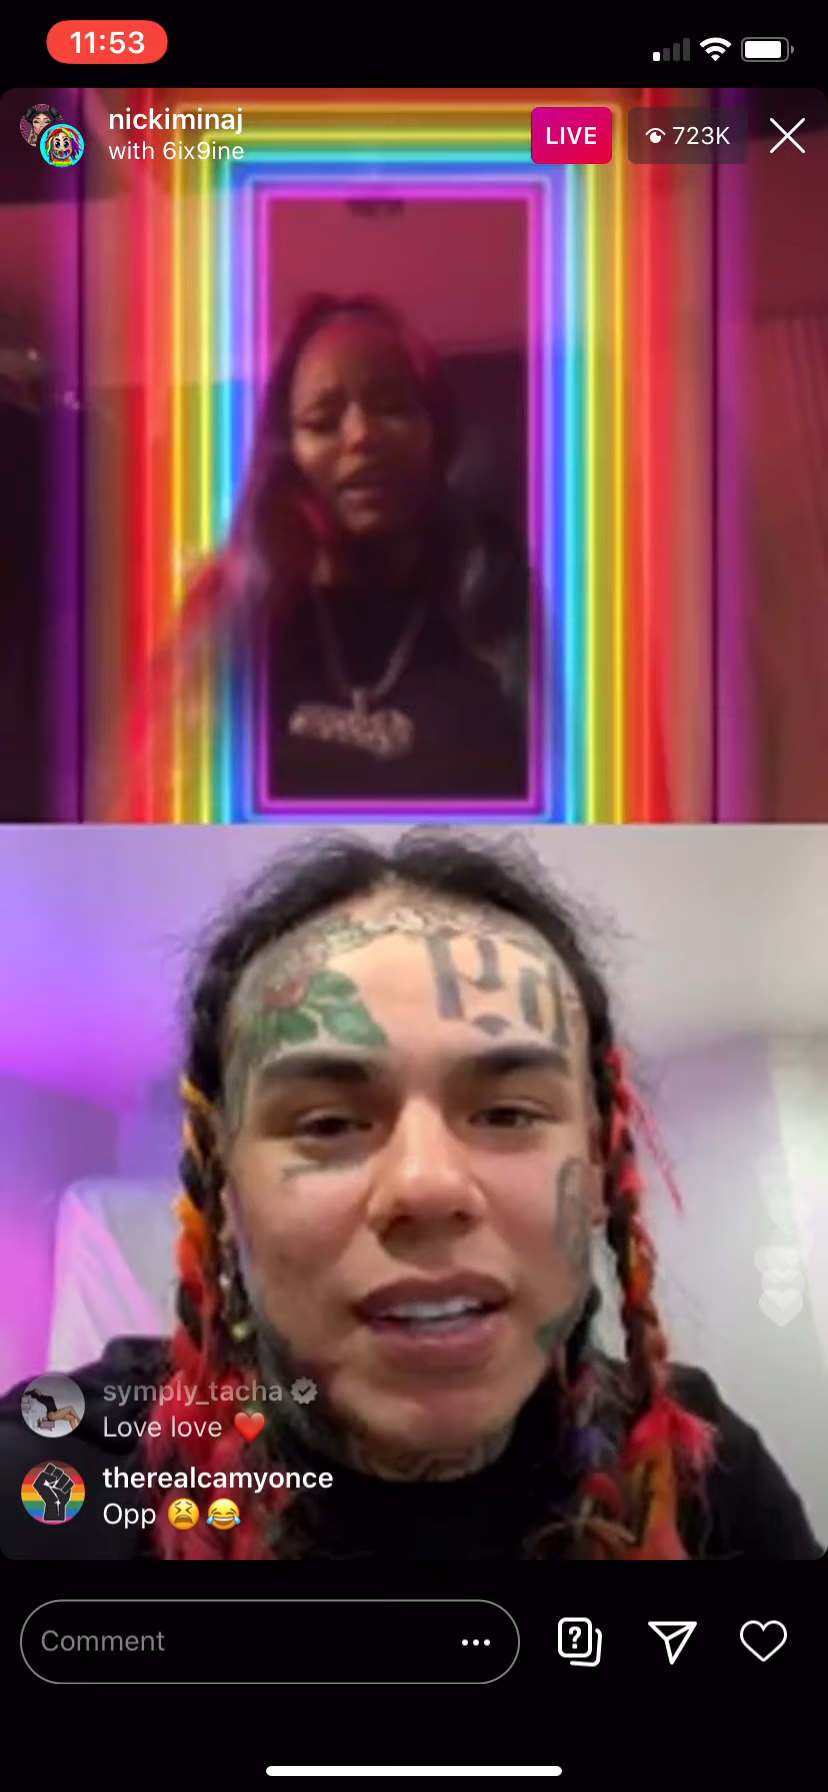 11:53
nickiminaj
with 6ix9ine
LIVE
723K
symply_tacha
Love love ❤️
therealcamyonce
Opp 😫😂
Comment